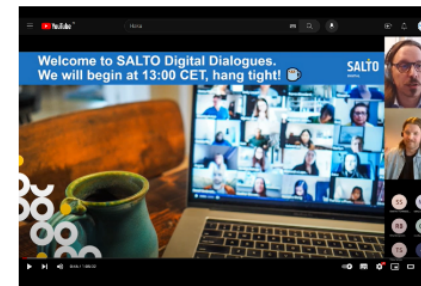 YouTube
Hana
Welcome to SALTO Digital Dialogues.
We will begin at 13:00 CET, hang tight!
SALTO
SS
RB
TS